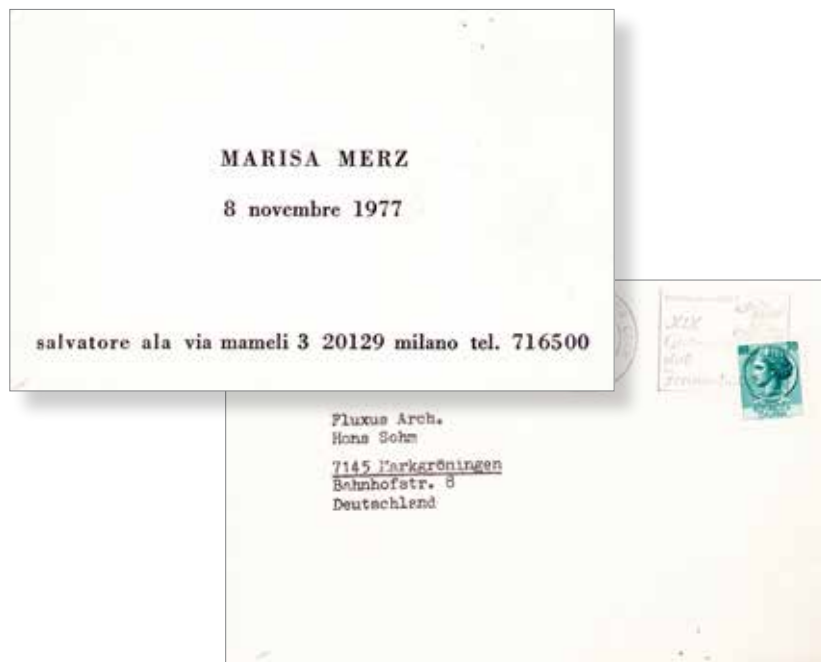 MARISA MERZ
8 novembre 1977
salvatore ala via mameli 3 20129 milano tel. 716500
XIX
Fluxus Arch.
Hons Sohm
7145 Markgröningen
Bahnhofstr. 8
Deutschland